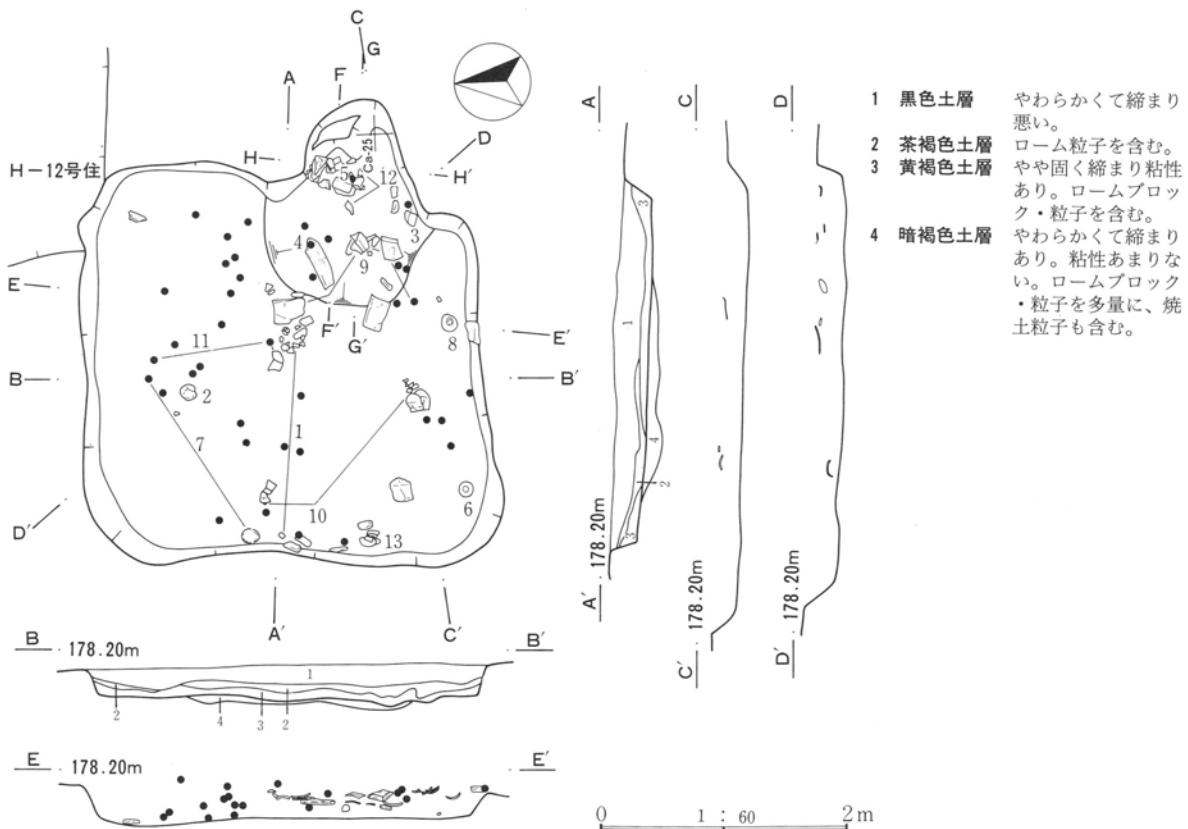 C
G
A
F
D
H
Ca-25
H'
H－12号住
5
12
3
4
7
9
E
F'
G'
E'
8
11
B
B'
2
1
7
10
6
D'
13
A'
C'
B 178.20m B'
1
2
4
3
2
E 178.20m E'
A
C
D
3
1
4
2
3
178.20m
A'
178.20m
C'
178.20m
D'
1 黒色土層 やわらかくて締まり
悪い。
2 茶褐色土層 ローム粒子を含む。
3 黄褐色土層 やや固く締まり粘性
あり。ロームブロッ
ク・粒子を含む。
4 暗褐色土層 やわらかくて締まり
あり。粘性あまりな
い。ロームブロック
・粒子を多量に、焼
土粒子も含む。
0 1 : 60 2m